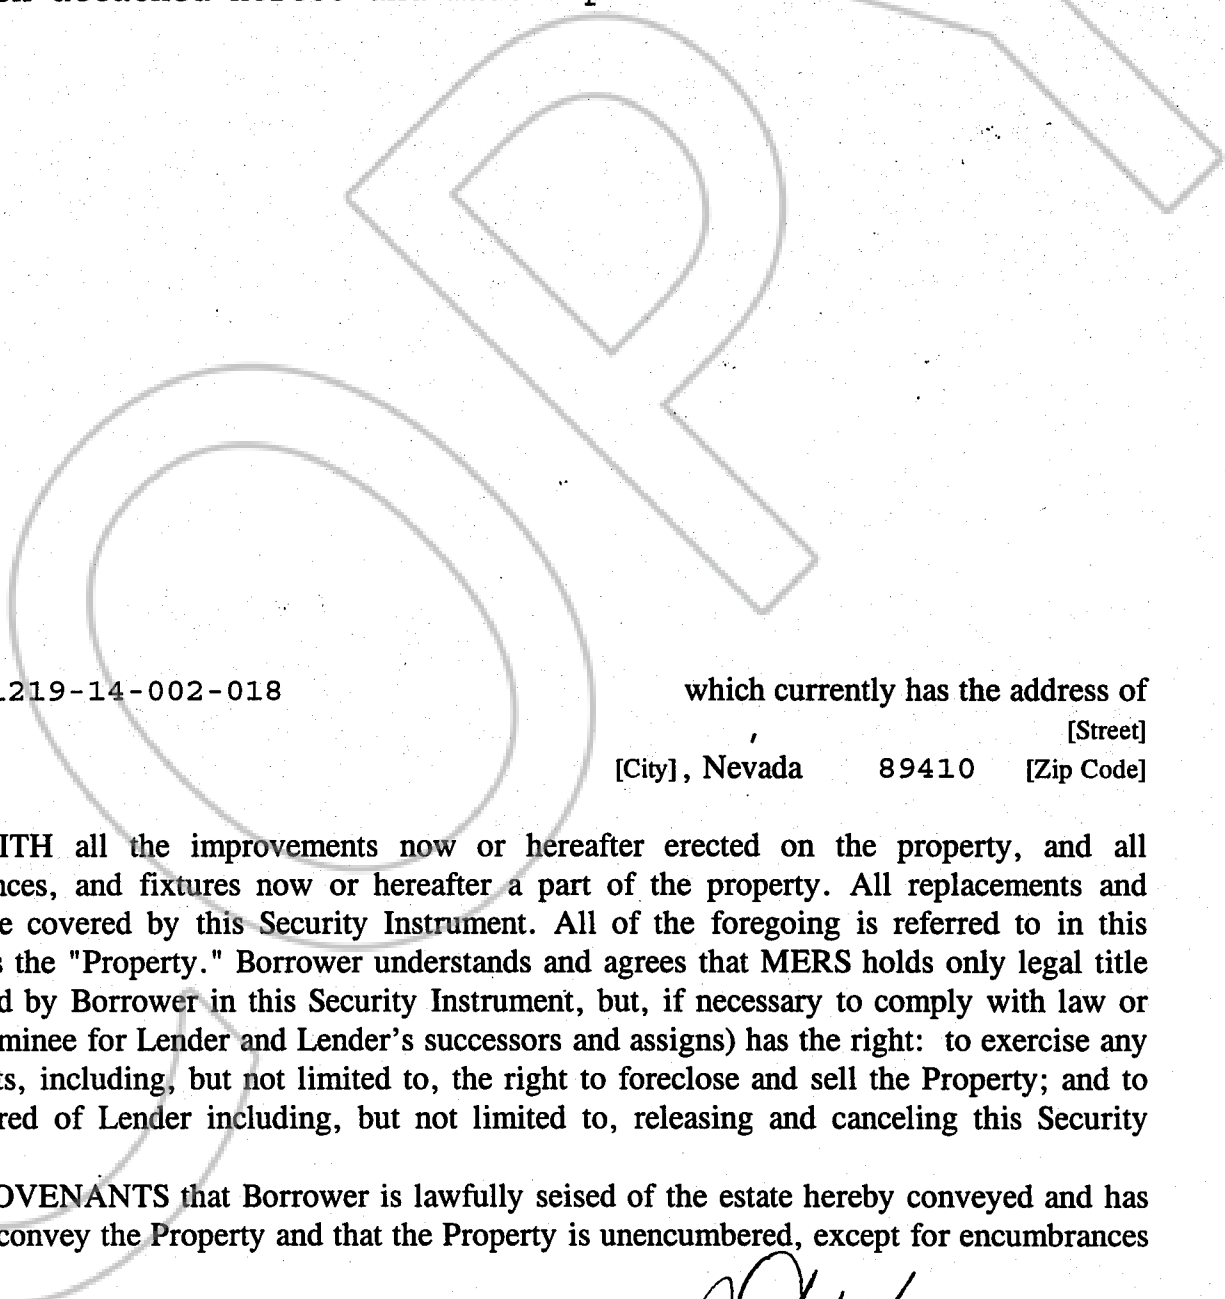 219-14-002-018 which currently has the address of
, [Street]
[City] , Nevada 89410 [Zip Code]
ITH all the improvements now or hereafter erected on the property, and all
nces, and fixtures now or hereafter a part of the property. All replacements and
e covered by this Security Instrument. All of the foregoing is referred to in this
s the "Property." Borrower understands and agrees that MERS holds only legal title
d by Borrower in this Security Instrument, but, if necessary to comply with law or
minee for Lender and Lender's successors and assigns) has the right: to exercise any
ts, including, but not limited to, the right to foreclose and sell the Property; and to
red of Lender including, but not limited to, releasing and canceling this Security
OVENANTS that Borrower is lawfully seised of the estate hereby conveyed and has
convey the Property and that the Property is unencumbered, except for encumbrances
COPY